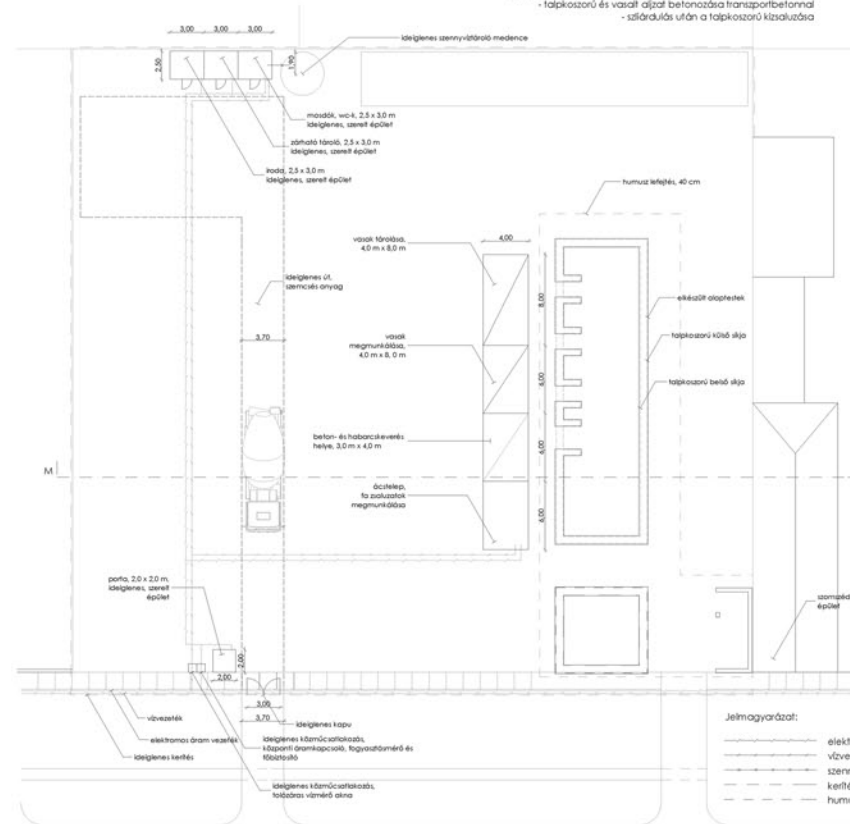 - talpkoszorú és vasalt aljzat betonozása transzportbetonnal
- szilárdulás után a talpkoszorú kizsaluzása
3,00 3,00 3,00
ideiglenes szennyvíztároló medence
2,50
1,90
mosdók, wc-k, 2,5 x 3,0 m
ideiglenes, szerelt épület
zárható tároló, 2,5 x 3,0 m
ideiglenes, szerelt épület
iroda, 2,5 x 3,0 m
ideiglenes, szerelt épület
humusz lefejtés, 40 cm
vasak tárolása,
4,0 m x 8,0 m
4,00
ideiglenes út,
szemcsés anyag
8,00
elkészült alaptestek
3,70
vasak
megmunkálása,
4,0 m x 8, 0 m
talpkoszorú külső síkja
6,00
talpkoszorú belső síkja
beton- és habarcskeverés
helye, 3,0 m x 4,0 m
6,00
M
ácstelep,
fa zsaluzatok
megmunkálása
6,00
porta, 2,0 x 2,0 m,
ideiglenes, szerelt
épület
szomszéd
épület
2,00
2,00
3,00
3,70
vízvezeték
elektromos áram vezeték
ideiglenes kerítés
ideiglenes kapu
ideiglenes közműcsatlakozás,
központi áramkapcsoló, fogyasztásmérő és
főbiztosító
ideiglenes közműcsatlakozás,
tolózáras vízmérő akna
Jelmagyarázat:
elekt
vízve
szenn
keríté
humu